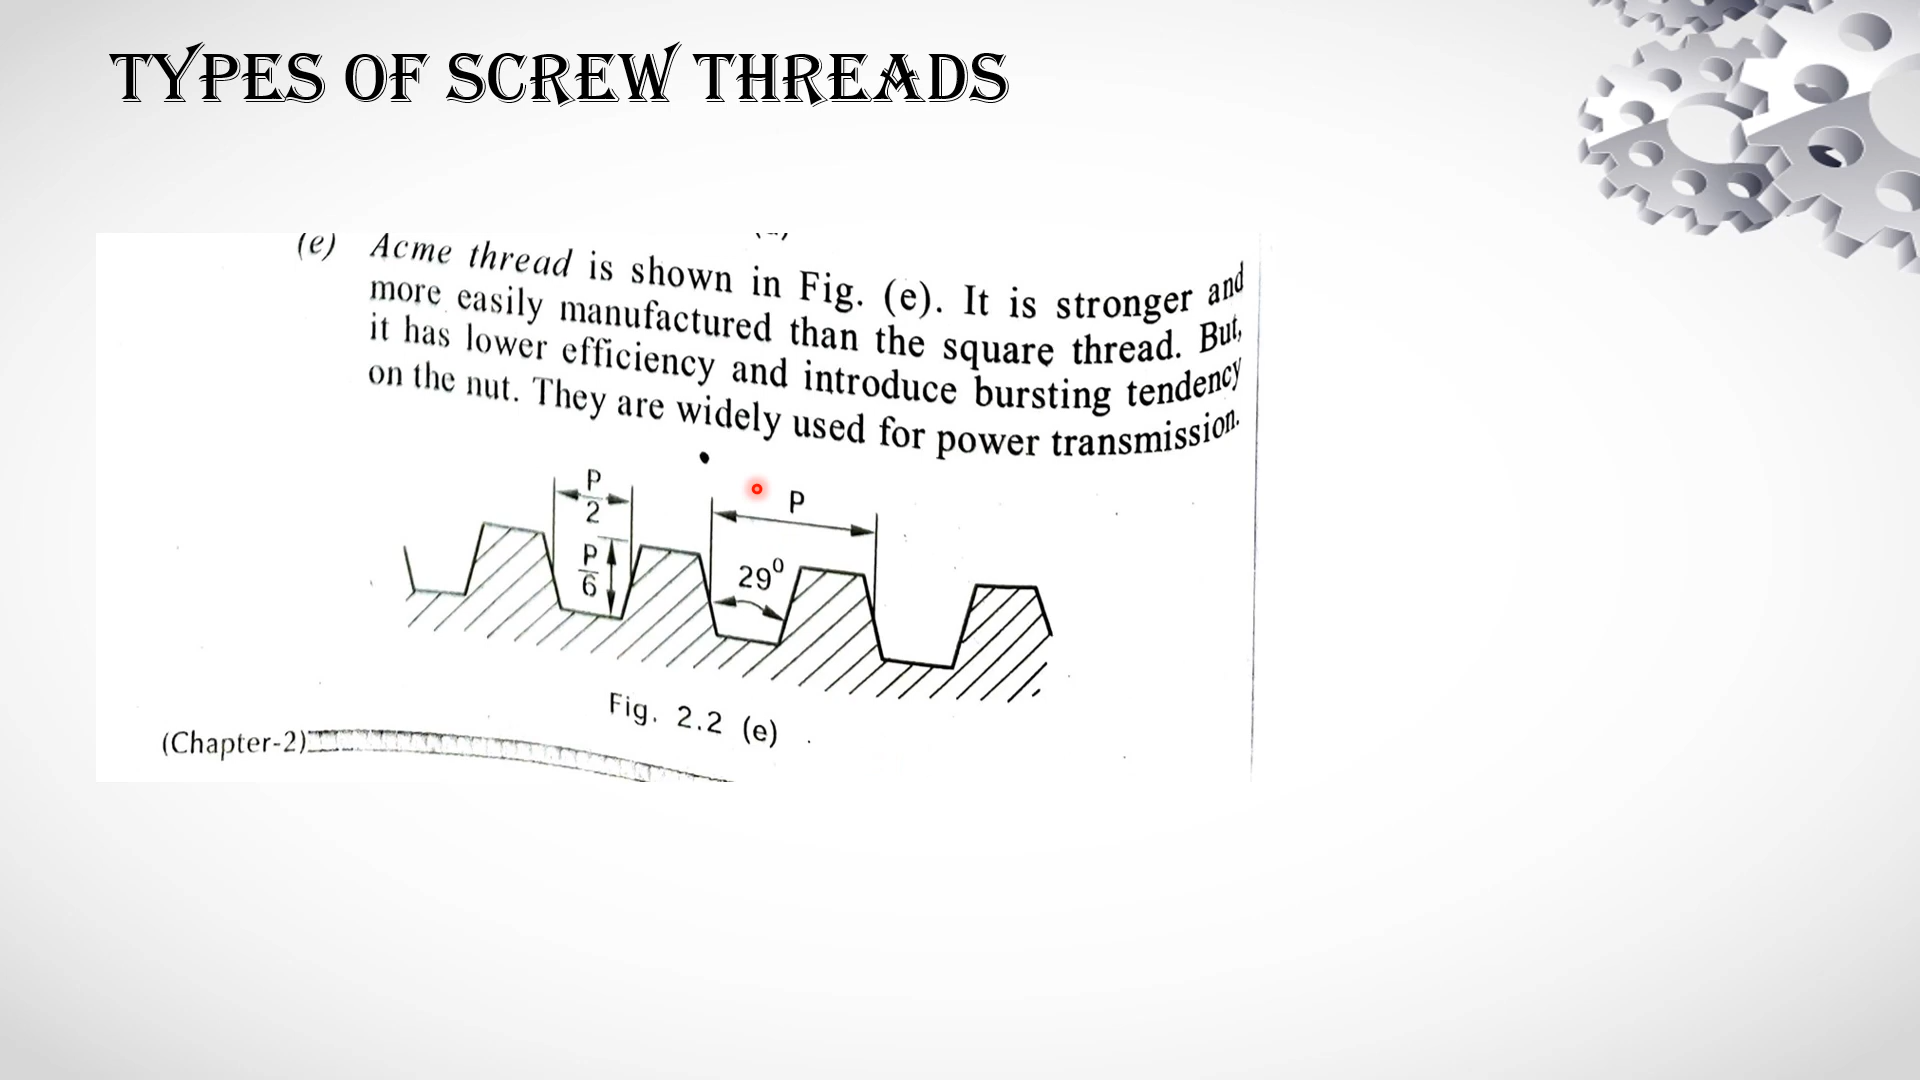 TYPES OF SCREW THREADS
(e) Acme thread is shown in Fig. (e). It is stronger and
more easily manufactured than the square thread. But,
it has lower efficiency and introduce bursting tendency
on the nut. They are widely used for power transmission.
P
2
P
P
6
29⁰
Fig. 2.2 (e)
(Chapter-2)